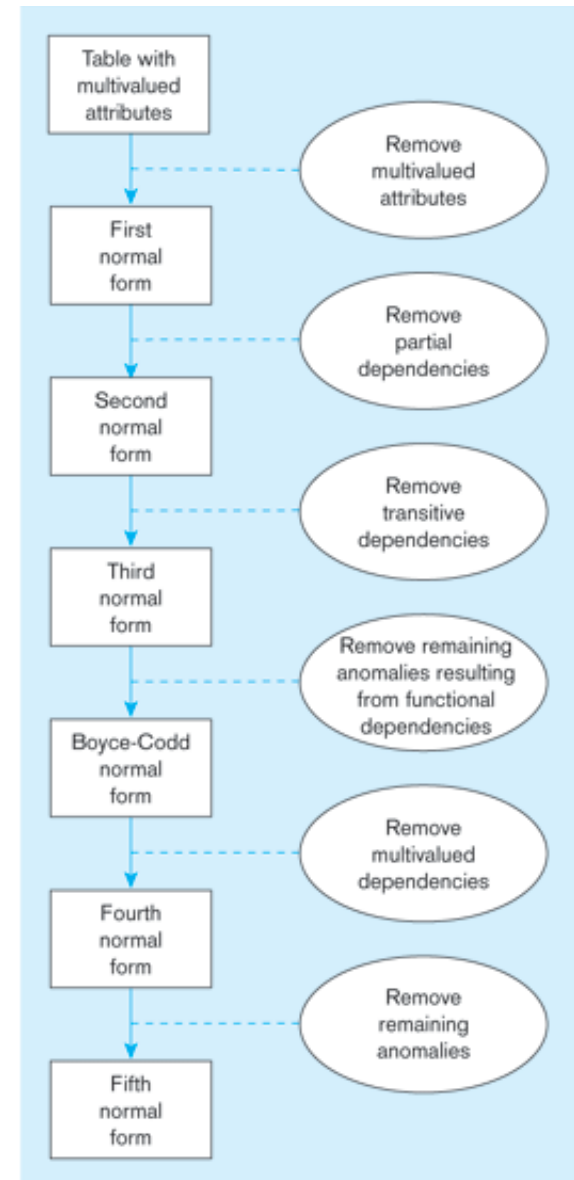 Table with
multivalued
attributes
Remove
multivalued
attributes
First
normal
form
Remove
partial
dependencies
Second
normal
form
Remove
transitive
dependencies
Third
normal
form
Remove remaining
anomalies resulting
from functional
dependencies
Boyce-Codd
normal
form
Remove
multivalued
dependencies
Fourth
normal
form
Remove
remaining
anomalies
Fifth
normal
form